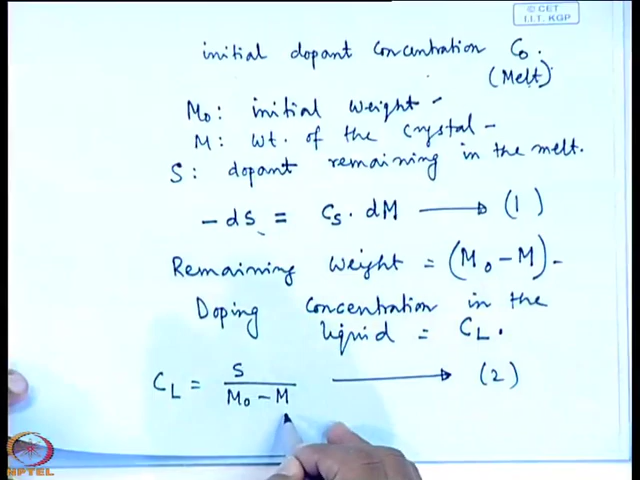 © CET
I.I.T. KGP
initial dopant concentration C₀.
(Melt)
M₀: initial weight -
M: wt. of the crystal -
S: dopant remaining in the melt.
- ds = Cs. dM ⟶ (1)
Remaining weight = (M₀ - M) -
Doping concentration in the
liquid = C_L.
C_L = S / (M₀ - M) ⟶ (2)
NPTEL